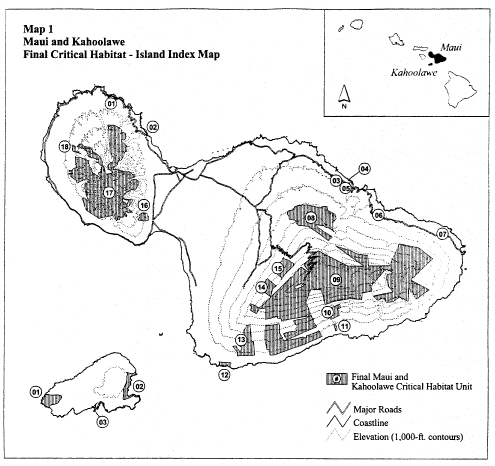 Map 1
Maui and Kahoolawe
Final Critical Habitat - Island Index Map
Maui
Kahoolawe
N
01
02
18
17
16
03
04
05
06
07
08
09
15
14
10
11
13
12
01
02
03
Final Maui and
Kahoolawe Critical Habitat Unit
Major Roads
Coastline
Elevation (1,000-ft. contours)